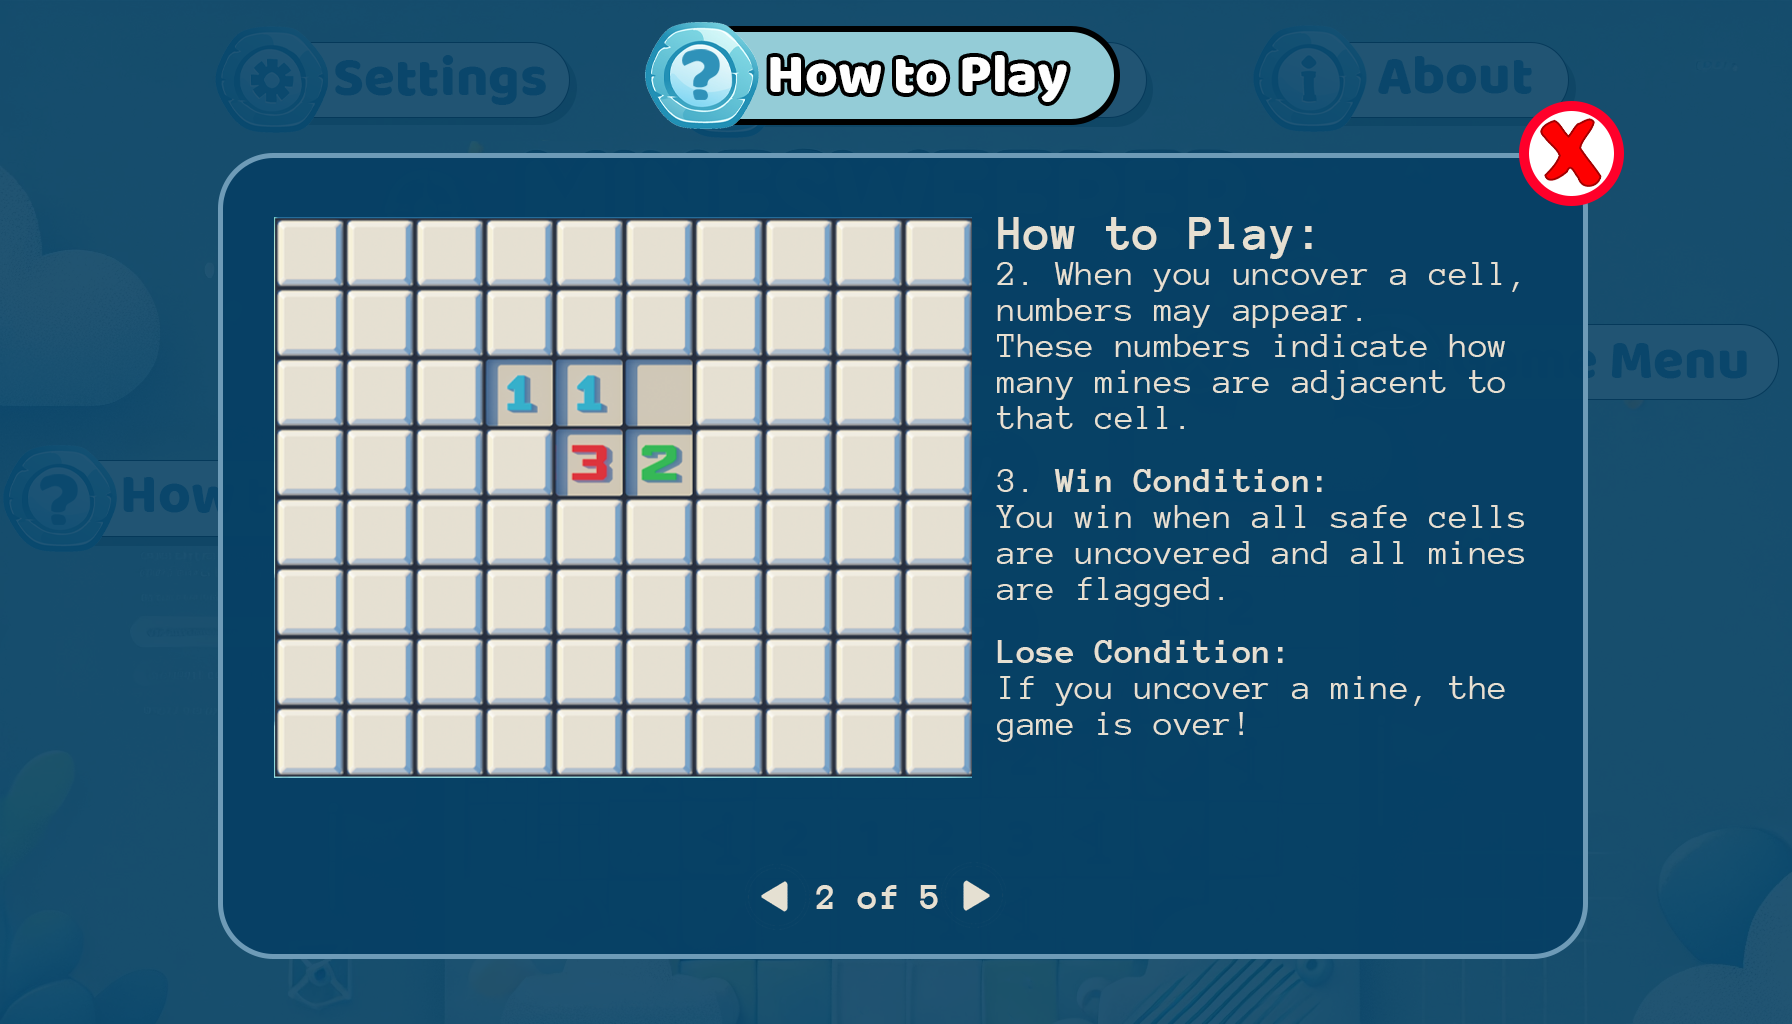 Settings
How to Play
About
How to Play:
2. When you uncover a cell,
numbers may appear.
These numbers indicate how
many mines are adjacent to
that cell.
3. Win Condition:
You win when all safe cells
are uncovered and all mines
are flagged.
Lose Condition:
If you uncover a mine, the
game is over!
1 1
3 2
Menu
How
2 of 5